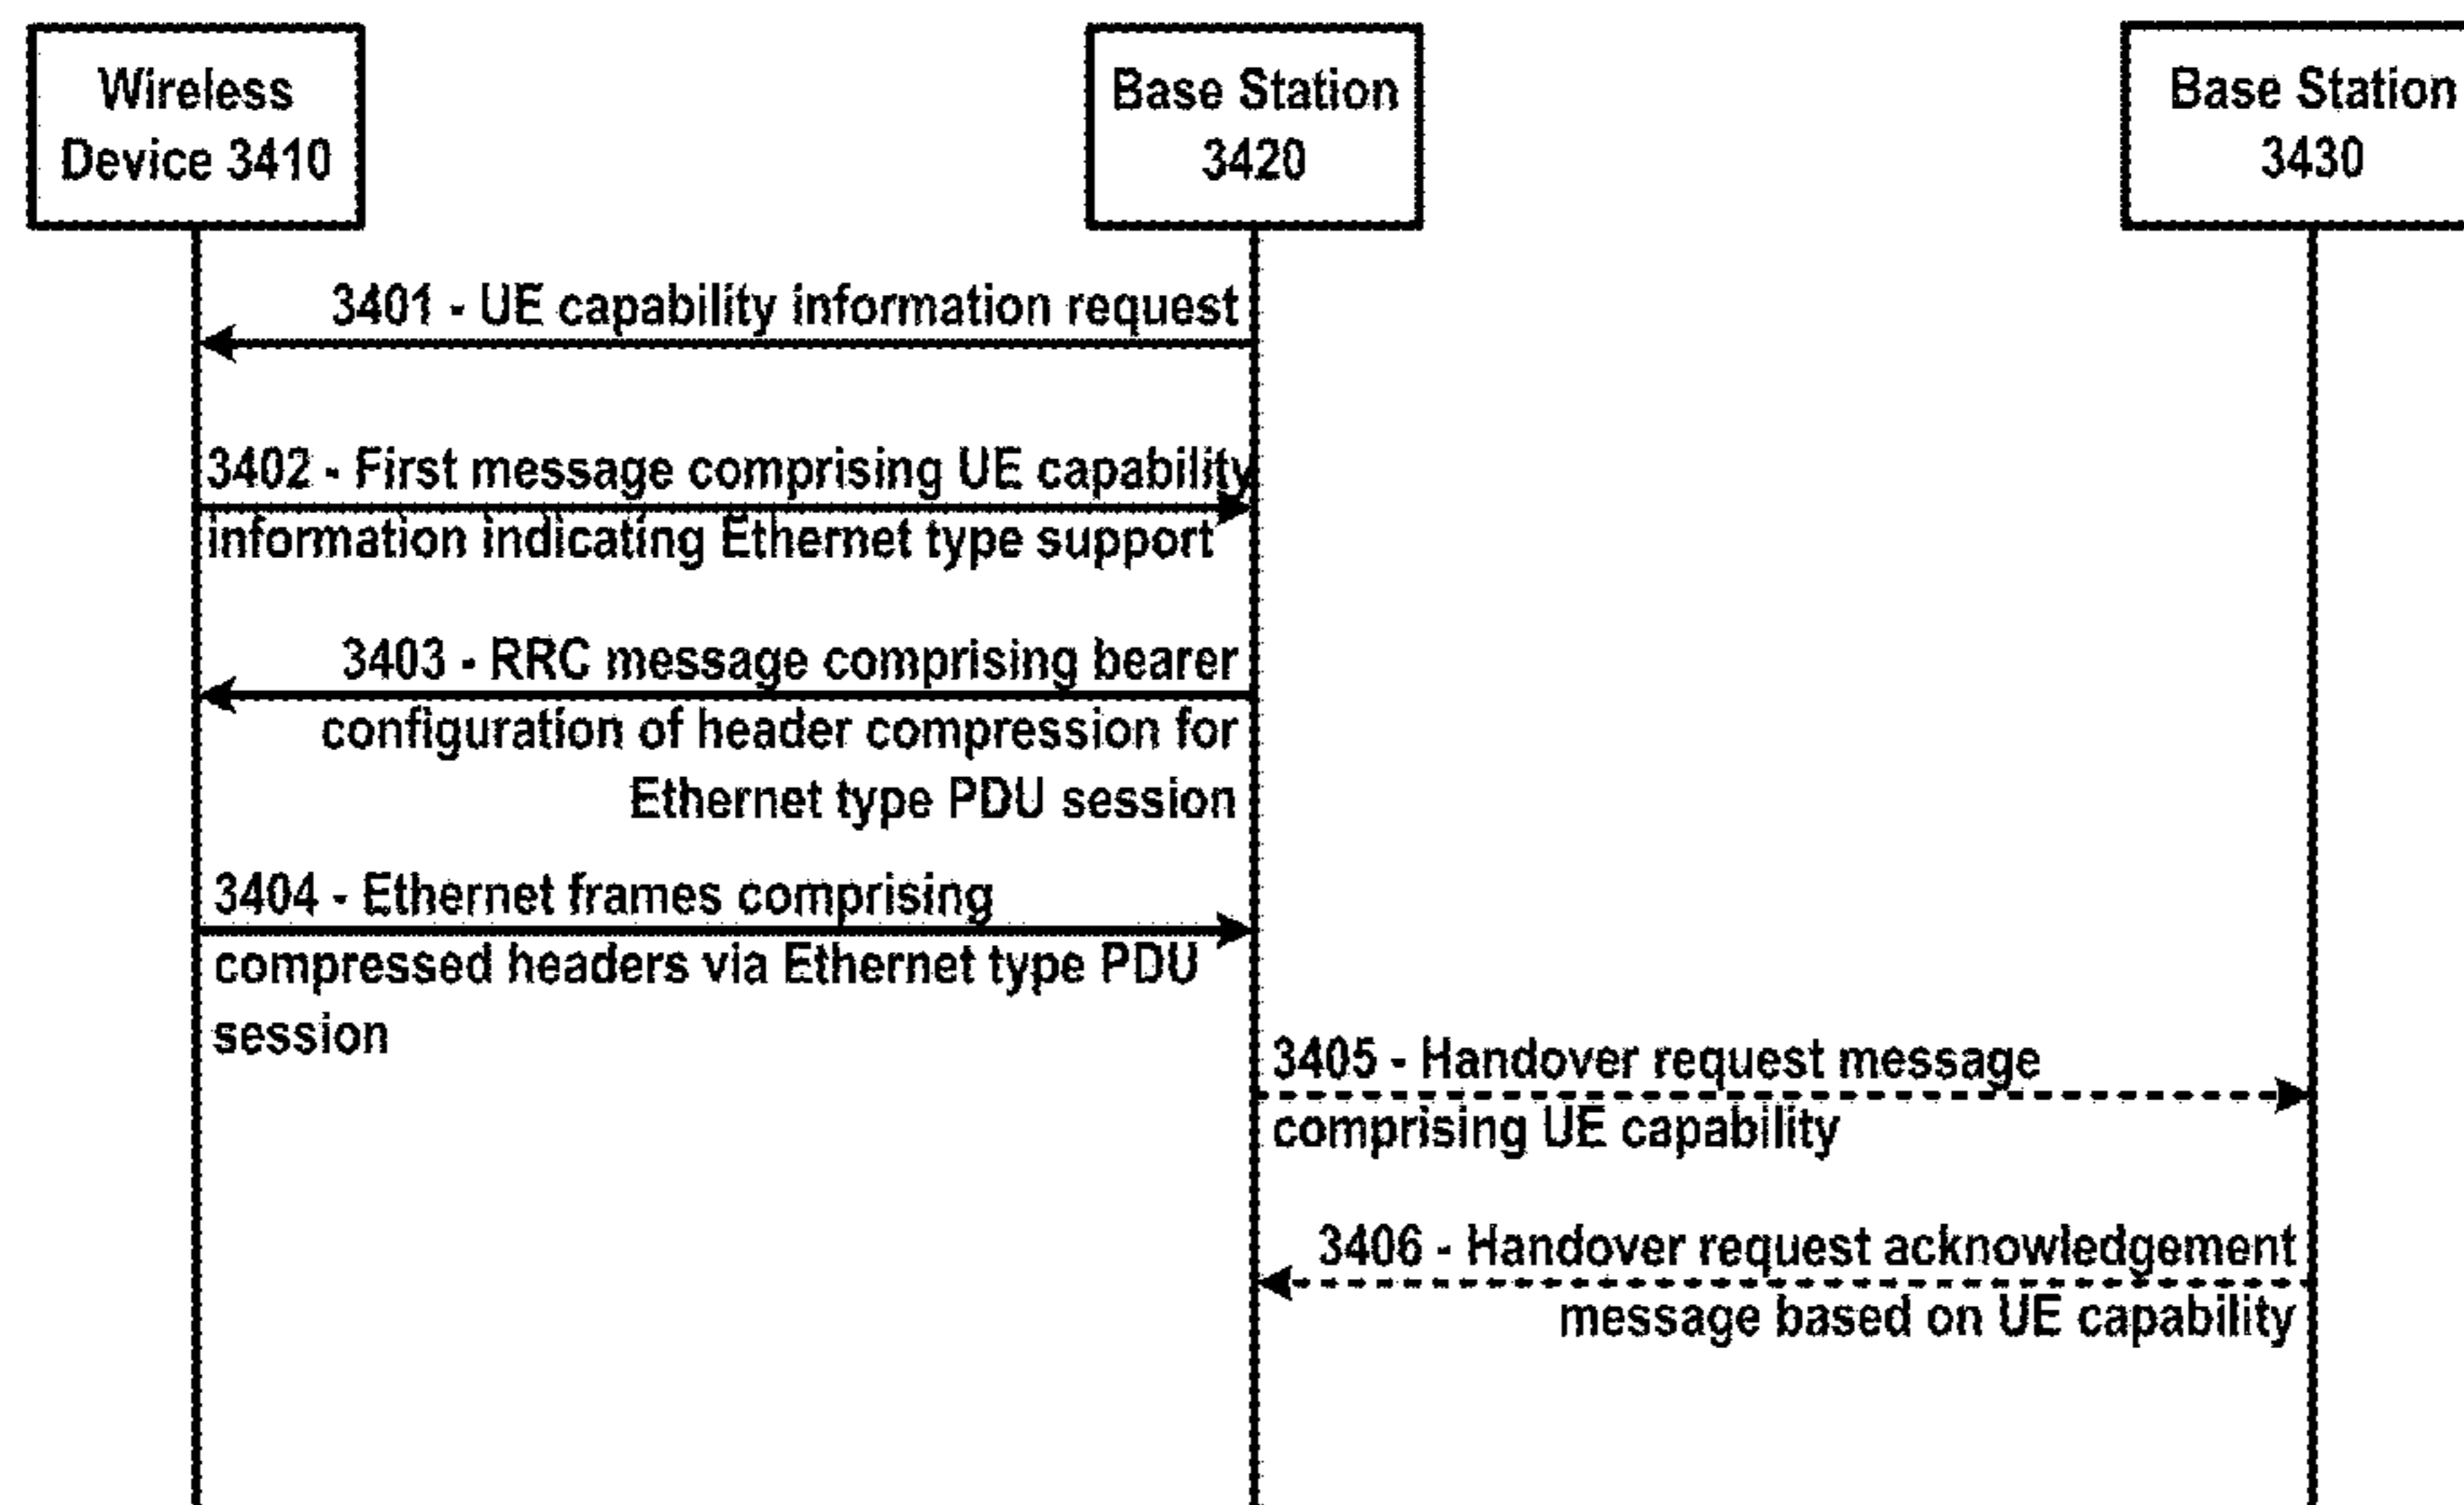 Wireless
Device 3410
Base Station
3420
Base Station
3430
3401 - UE capability information request
3402 - First message comprising UE capability
information indicating Ethernet type support
3403 - RRC message comprising bearer
configuration of header compression for
Ethernet type PDU session
3404 - Ethernet frames comprising
compressed headers via Ethernet type PDU
session
3405 - Handover request message
comprising UE capability
3406 - Handover request acknowledgement
message based on UE capability